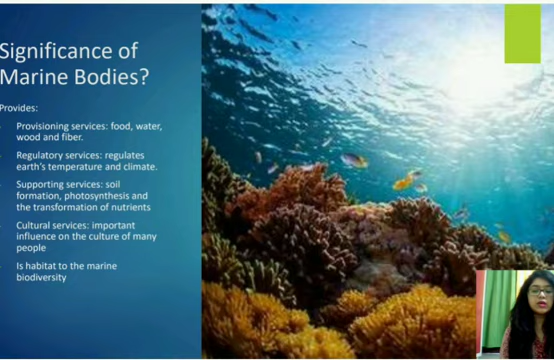 Significance of
Marine Bodies?
Provides:
Provisioning services: food, water,
wood and fiber.
Regulatory services: regulates
earth's temperature and climate.
Supporting services: soil
formation, photosynthesis and
the transformation of nutrients
Cultural services: important
influence on the culture of many
people
Is habitat to the marine
biodiversity